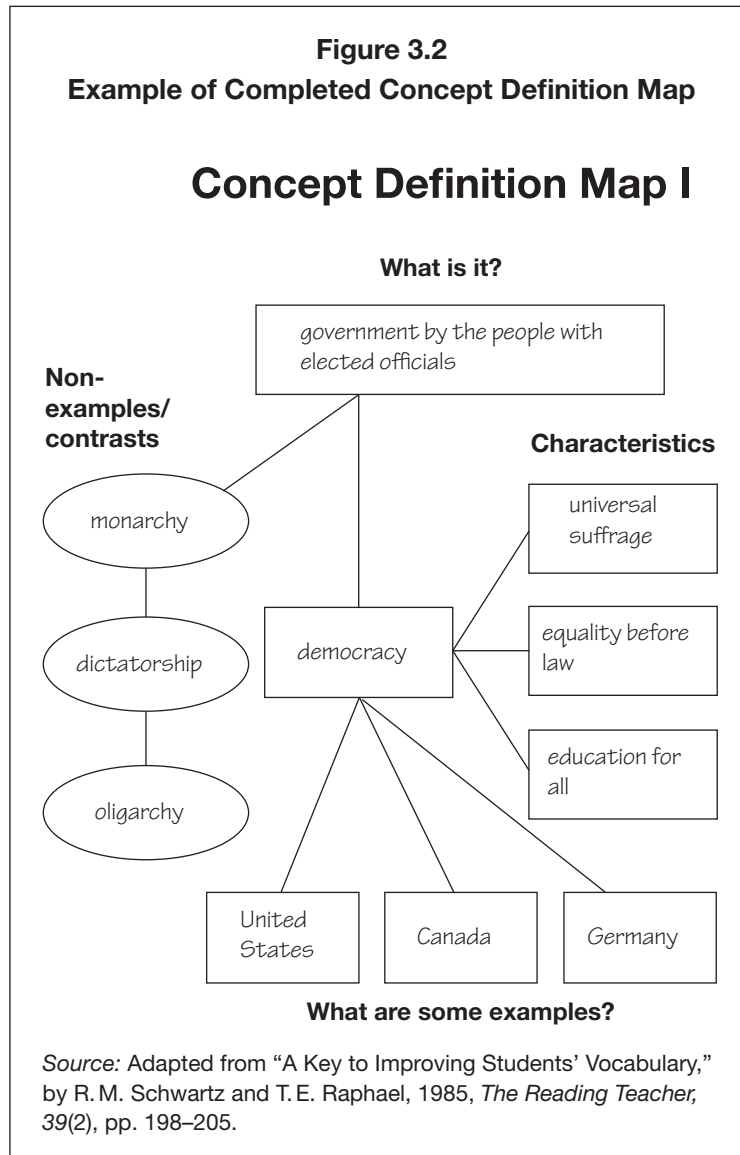 Figure 3.2
Example of Completed Concept Definition Map
Concept Definition Map I
What is it?
government by the people with
elected officials
Non-
examples/
contrasts
monarchy
dictatorship
oligarchy
democracy
Characteristics
universal
suffrage
equality before
law
education for
all
United
States
Canada
Germany
What are some examples?
Source: Adapted from “A Key to Improving Students’ Vocabulary,”
by R. M. Schwartz and T. E. Raphael, 1985, The Reading Teacher,
39(2), pp. 198–205.